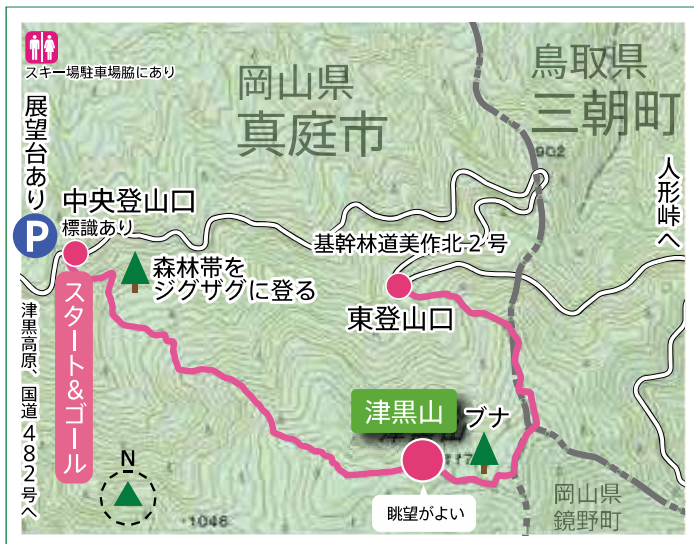 スキー場駐車場脇にあり
岡山県
真庭市
鳥取県
三朝町
902
展望台あり
P
中央登山口
標識あり
人形峠へ
基幹林道美作北2号
森林帯を
ジグザグに登る
東登山口
スタート&ゴール
津黒高原、国道482号へ
津黒山
ブナ
眺望がよい
岡山県
鏡野町
N
1046